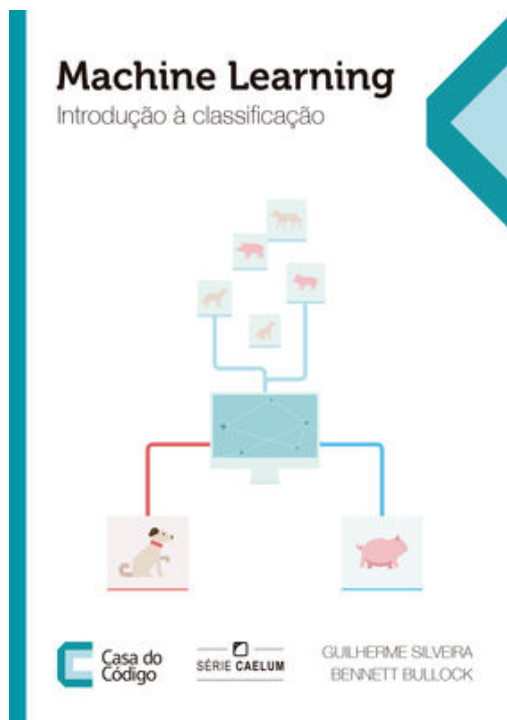 Machine Learning
Introdução à classificação
Casa do
Código
SÉRIE CAELUM
GUILHERME SILVEIRA
BENNETT BULLOCK